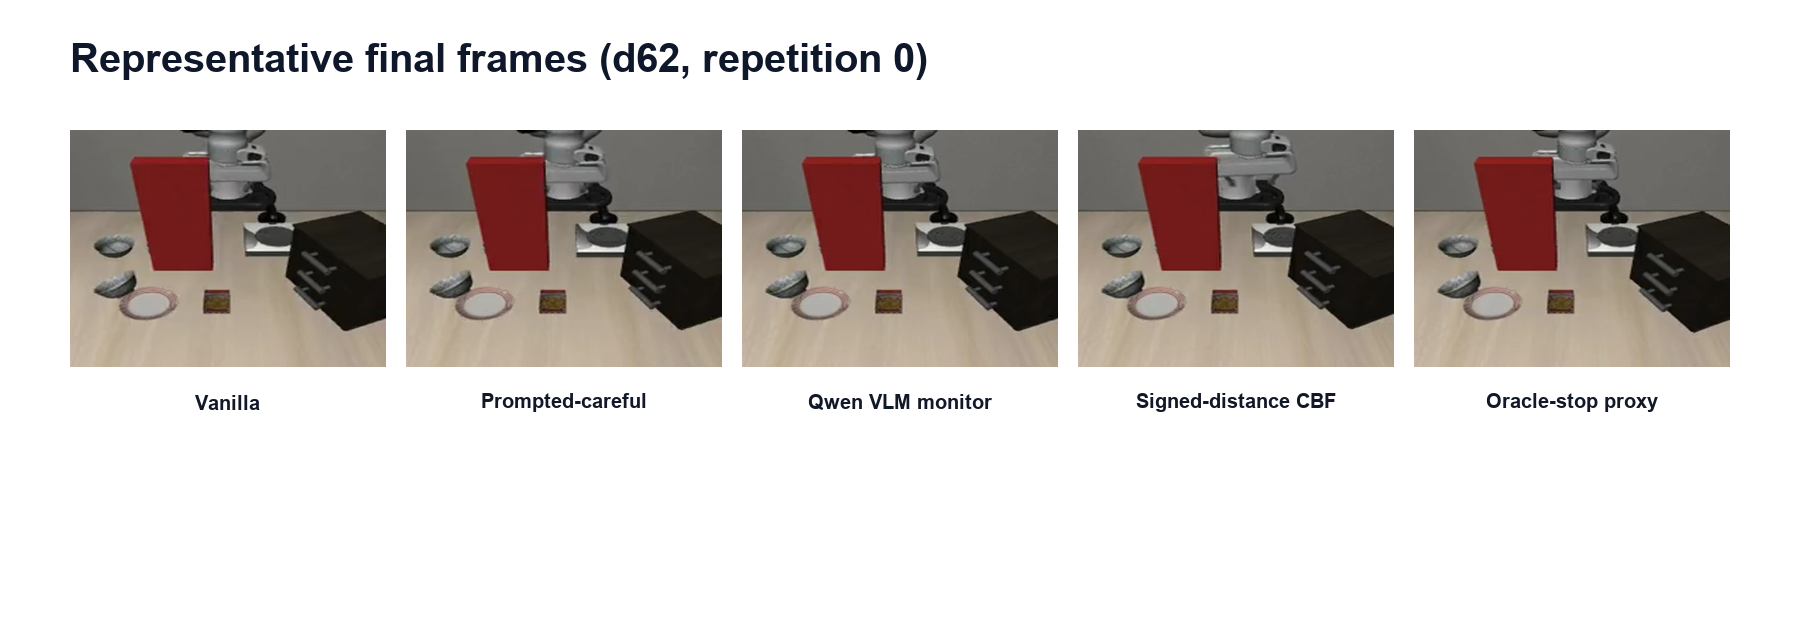 Representative final frames (d62, repetition 0)
Vanilla
Prompted-careful
Qwen VLM monitor
Signed-distance CBF
Oracle-stop proxy